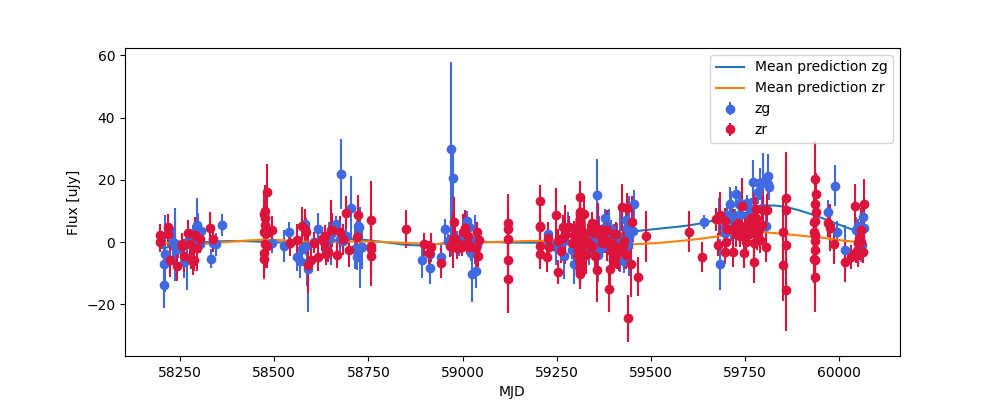 60
40
20
0
−20
Flux [uJy]
58250 58500 58750 59000 59250 59500 59750 60000
MJD
Mean prediction zg
Mean prediction zr
zg
zr